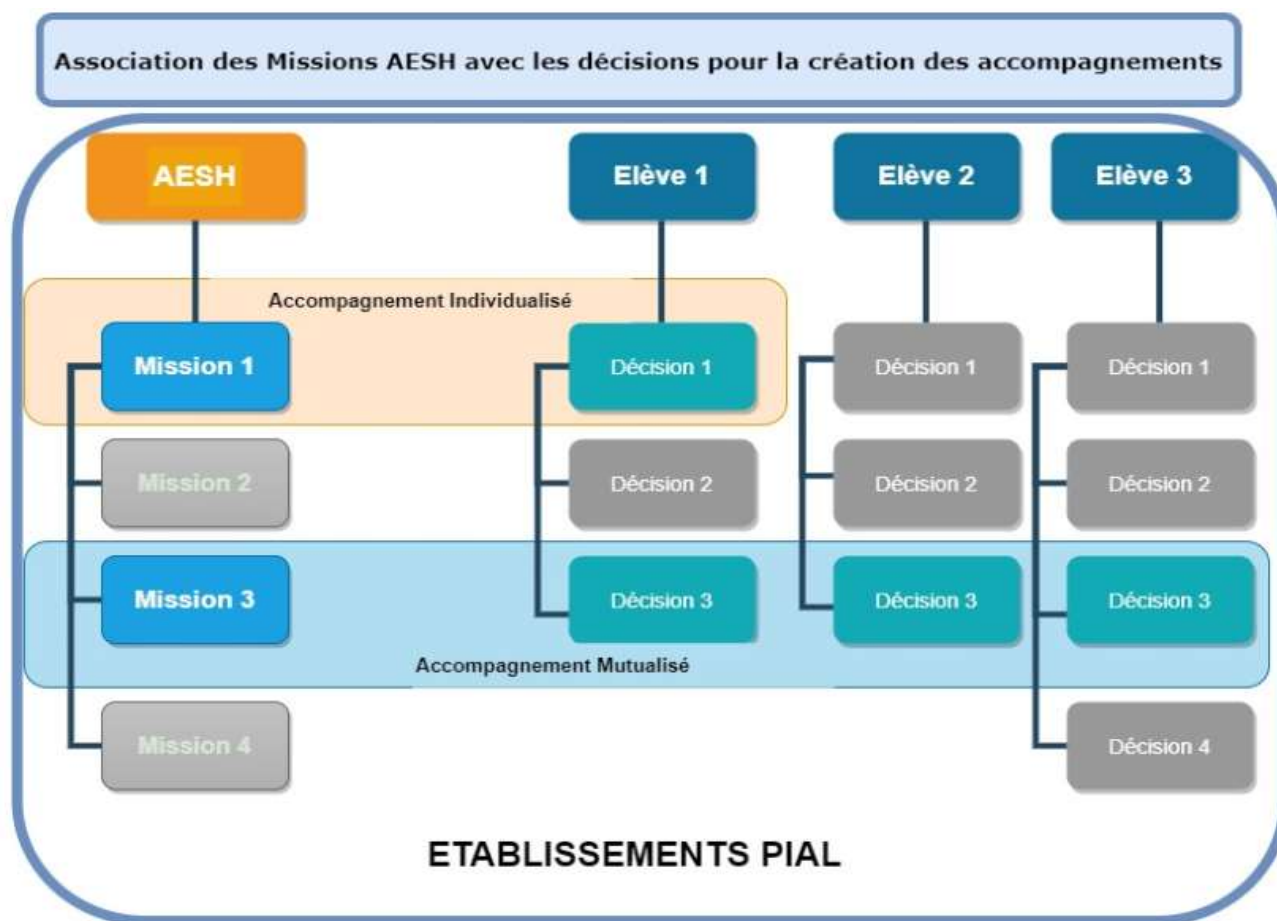 Association des Missions AESH avec les décisions pour la création des accompagnements
AESH
Elève 1
Elève 2
Elève 3
Accompagnement Individualisé
Mission 1
Décision 1
Décision 1
Décision 1
Mission 2
Décision 2
Décision 2
Décision 2
Mission 3
Décision 3
Décision 3
Décision 3
Accompagnement Mutualisé
Mission 4
Décision 4
ETABLISSEMENTS PIAL